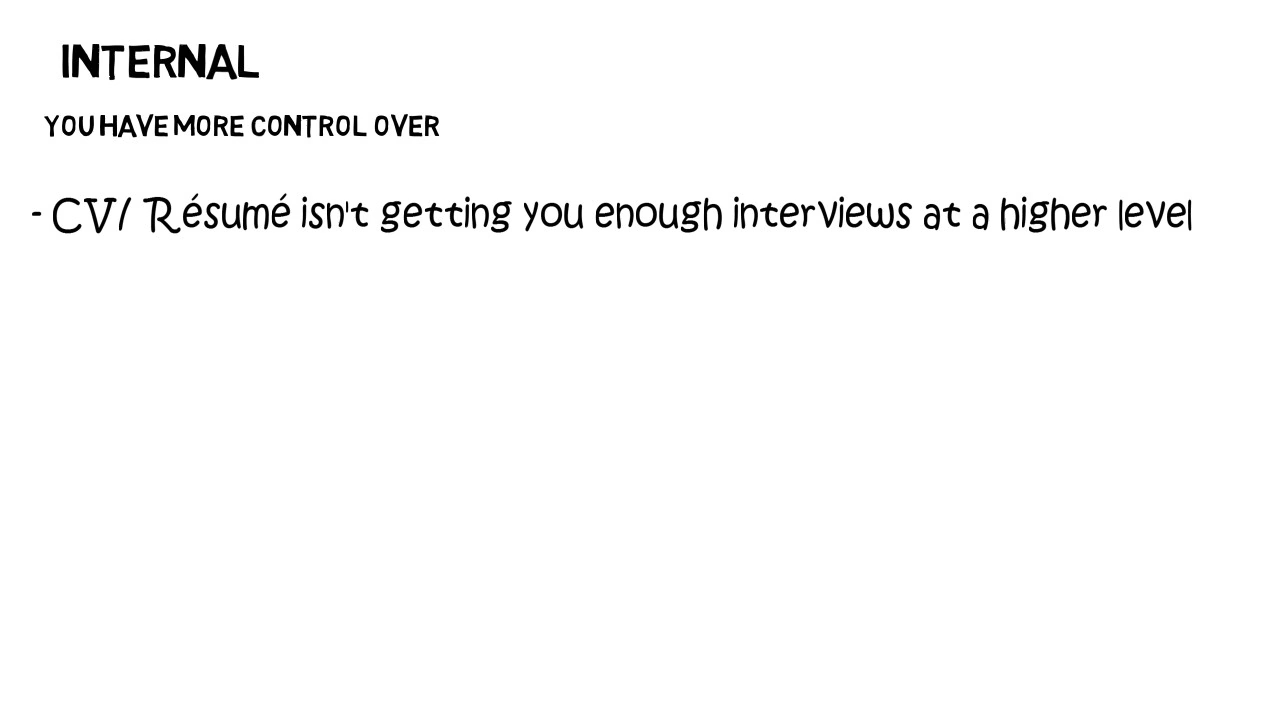 INTERNAL
YOU HAVE MORE CONTROL OVER
- CV/ Résumé isn't getting you enough interviews at a higher level